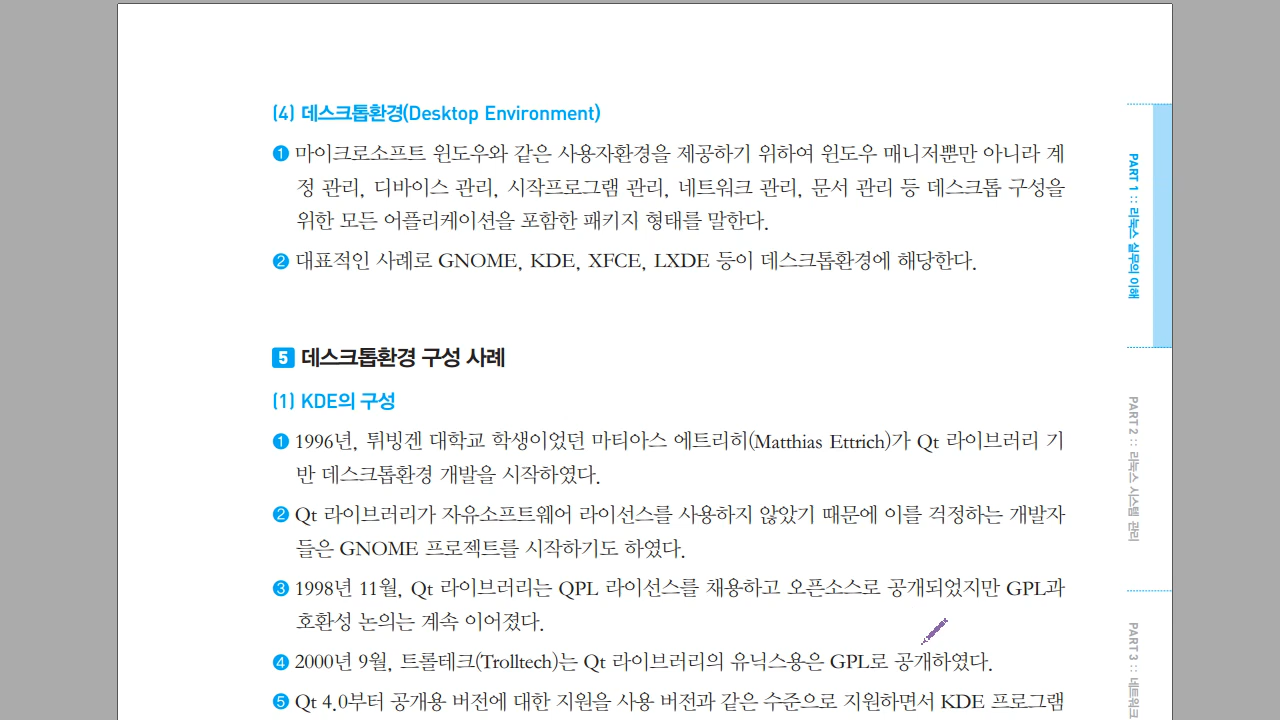 (4) 데스크톱환경(Desktop Environment)
❶ 마이크로소프트 윈도우와 같은 사용자환경을 제공하기 위하여 윈도우 매니저뿐만 아니라 계
정 관리, 디바이스 관리, 시작프로그램 관리, 네트워크 관리, 문서 관리 등 데스크톱 구성을
위한 모든 어플리케이션을 포함한 패키지 형태를 말한다.
❷ 대표적인 사례로 GNOME, KDE, XFCE, LXDE 등이 데스크톱환경에 해당한다.
5 데스크톱환경 구성 사례
(1) KDE의 구성
❶ 1996년, 튀빙겐 대학교 학생이었던 마티아스 에트리히(Matthias Ettrich)가 Qt 라이브러리 기
반 데스크톱환경 개발을 시작하였다.
❷ Qt 라이브러리가 자유소프트웨어 라이선스를 사용하지 않았기 때문에 이를 걱정하는 개발자
들은 GNOME 프로젝트를 시작하기도 하였다.
❸ 1998년 11월, Qt 라이브러리는 QPL 라이선스를 채용하고 오픈소스로 공개되었지만 GPL과
호환성 논의는 계속 이어졌다.
❹ 2000년 9월, 트롤테크(Trolltech)는 Qt 라이브러리의 유닉스용은 GPL로 공개하였다.
❺ Qt 4.0부터 공개용 버전에 대한 지원을 사용 버전과 같은 수준으로 지원하면서 KDE 프로그램
PART 1 :: 리눅스 실무의 이해
PART 2 :: 리눅스 시스템 관리
PART 3 :: 네트워크